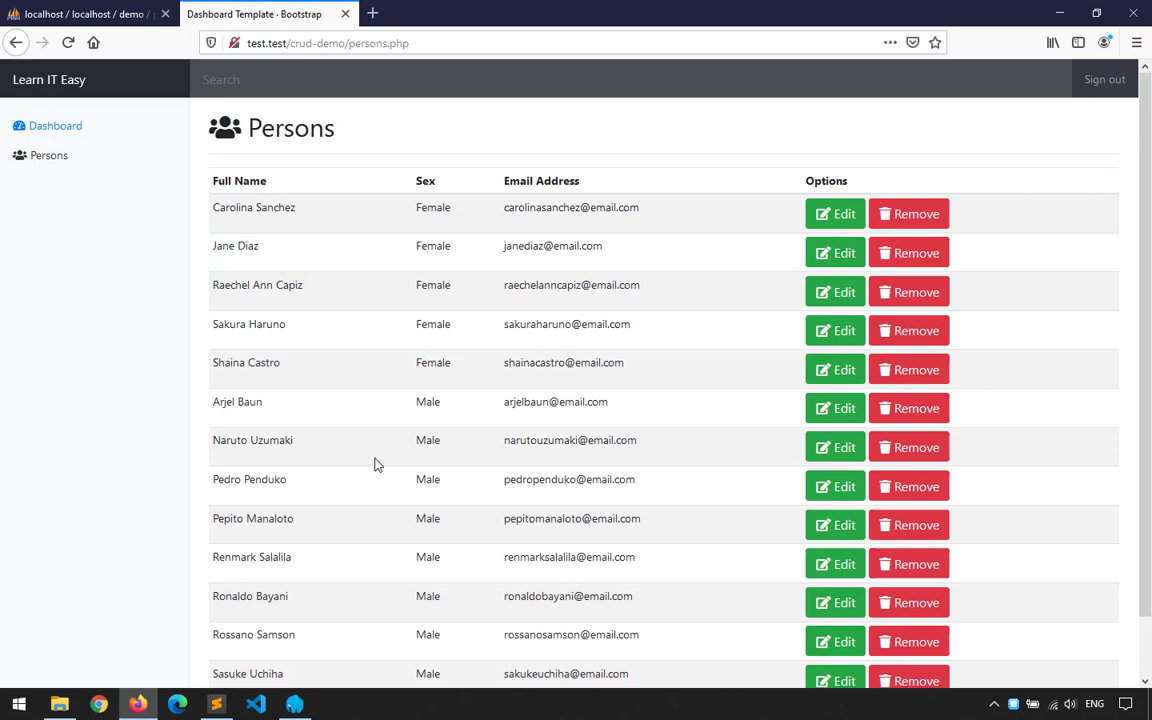 localhost / localhost / demo /
Dashboard Template · Bootstrap
test.test/crud-demo/persons.php
Learn IT Easy
Search
Sign out
Dashboard
Persons
Persons
Full Name Sex Email Address Options
Carolina Sanchez Female carolinasanchez@email.com Edit Remove
Jane Diaz Female janediaz@email.com Edit Remove
Raechel Ann Capiz Female raechelanncapiz@email.com Edit Remove
Sakura Haruno Female sakuraharuno@email.com Edit Remove
Shaina Castro Female shainacastro@email.com Edit Remove
Arjel Baun Male arjelbaun@email.com Edit Remove
Naruto Uzumaki Male narutouzumaki@email.com Edit Remove
Pedro Penduko Male pedropenduko@email.com Edit Remove
Pepito Manaloto Male pepitomanaloto@email.com Edit Remove
Renmark Salalila Male renmarksalalila@email.com Edit Remove
Ronaldo Bayani Male ronaldobayani@email.com Edit Remove
Rossano Samson Male rossanosamson@email.com Edit Remove
Sasuke Uchiha Male sakukeuchiha@email.com Edit Remove
ENG